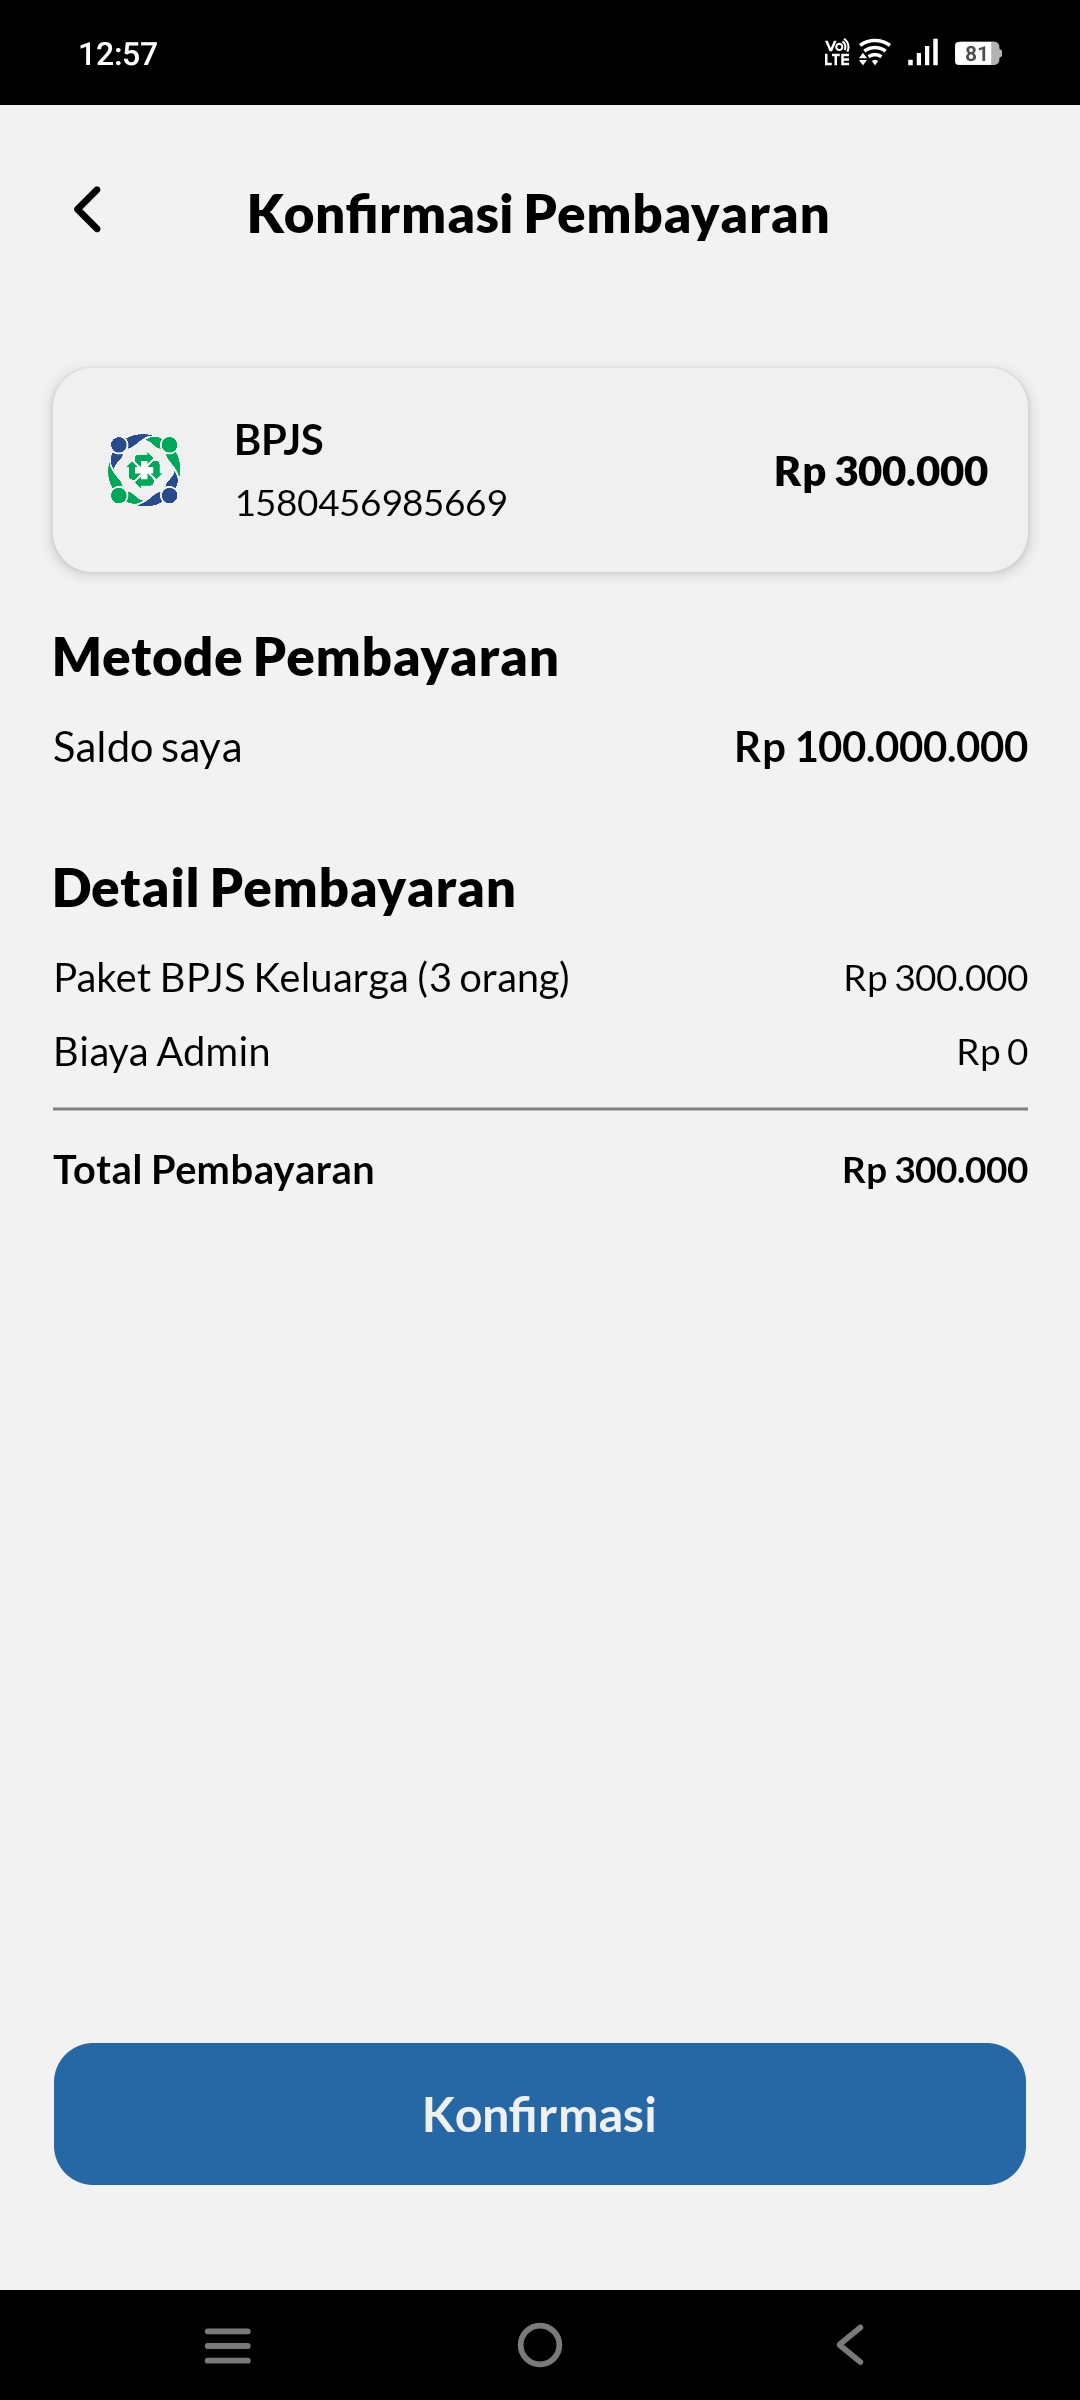 12:57
Vo LTE
81
Konfirmasi Pembayaran
BPJS
1580456985669
Rp 300.000
Metode Pembayaran
Saldo saya Rp 100.000.000
Detail Pembayaran
Paket BPJS Keluarga (3 orang) Rp 300.000
Biaya Admin Rp 0
Total Pembayaran Rp 300.000
Konfirmasi